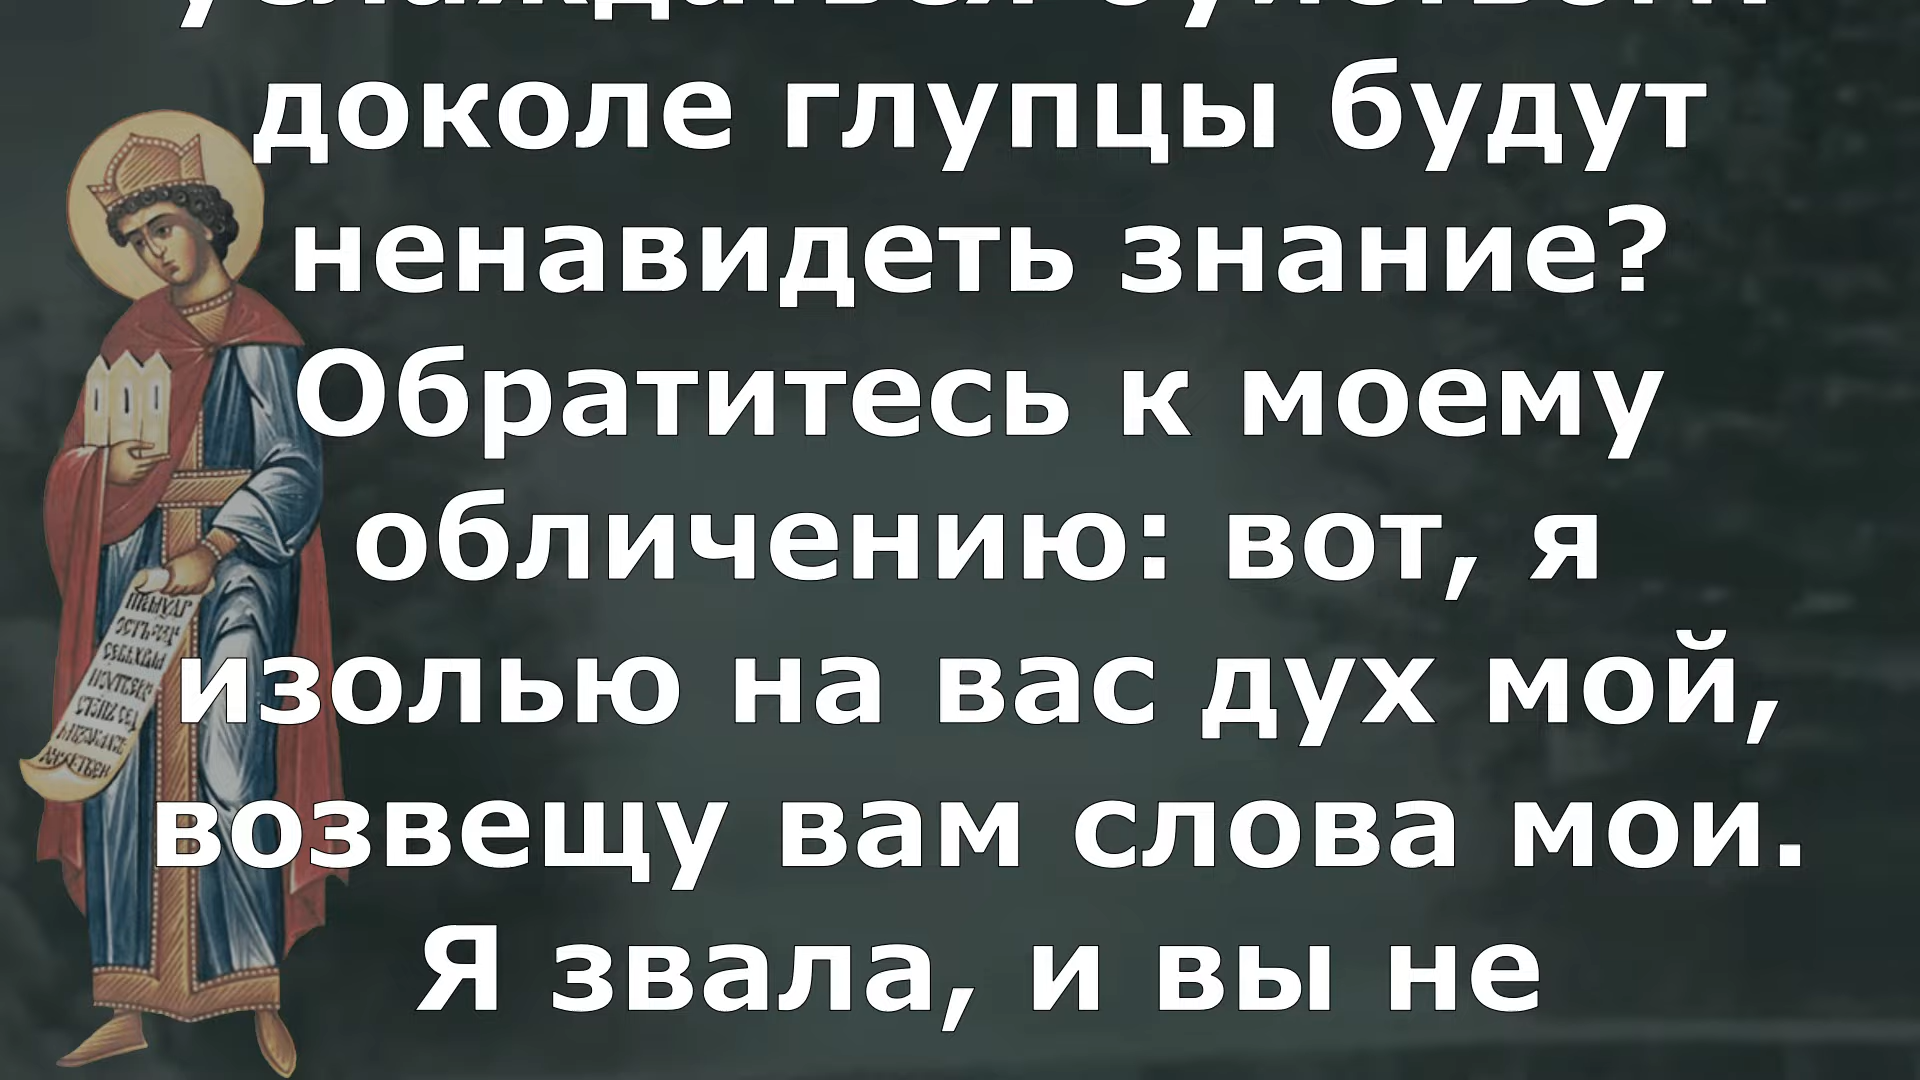 доколе глупцы будут
ненавидеть знание?
Обратитесь к моему
обличению: вот, я
изолью на вас дух мой,
возвещу вам слова мои.
Я звала, и вы не